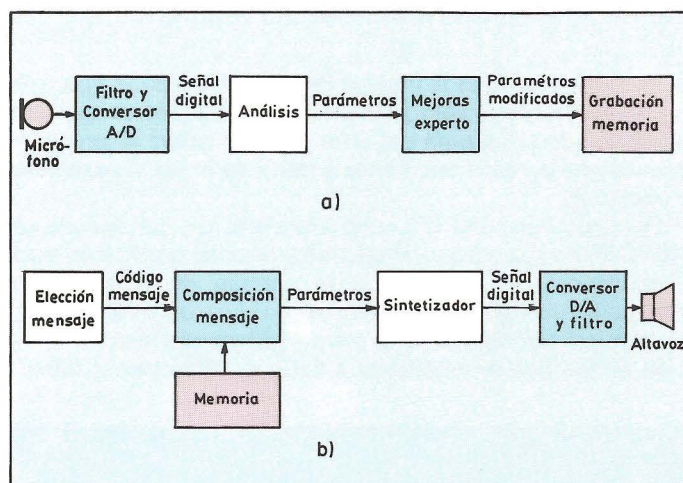 Micró-
fono
Filtro y
Conversor
A/D
Señal
digital
Análisis
Parámetros
Mejoras
experto
Paramétros
modificados
Grabación
memoria
a)
Elección
mensaje
Código
mensaje
Composición
mensaje
Memoria
Parámetros
Sintetizador
Señal
digital
Conversor
D/A
y filtro
Altavoz
b)